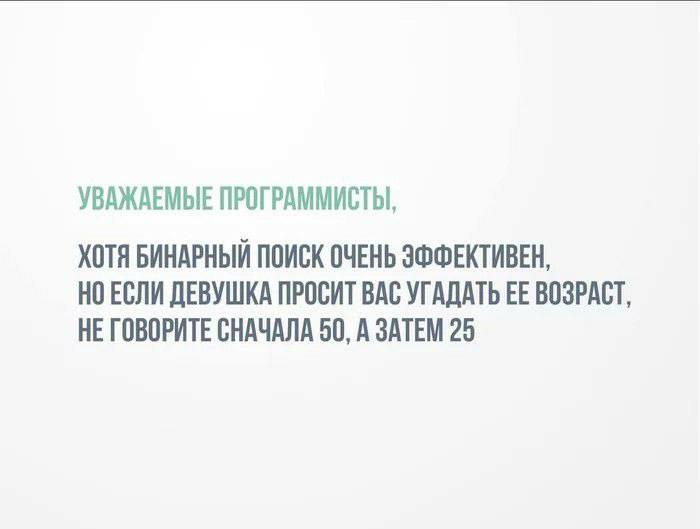 УВАЖАЕМЫЕ ПРОГРАММИСТЫ,
ХОТЯ БИНАРНЫЙ ПОИСК ОЧЕНЬ ЭФФЕКТИВЕН,
НО ЕСЛИ ДЕВУШКА ПРОСИТ ВАС УГАДАТЬ ЕЕ ВОЗРАСТ,
НЕ ГОВОРИТЕ СНАЧАЛА 50, А ЗАТЕМ 25